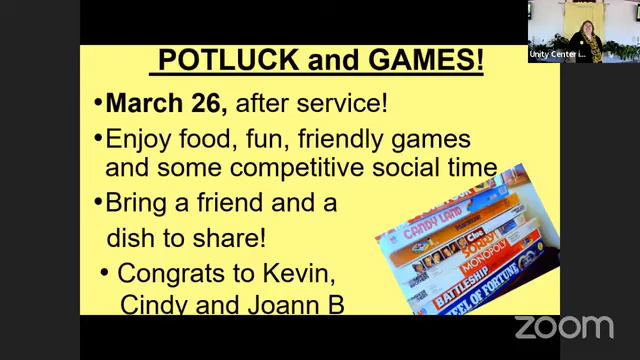 POTLUCK and GAMES!
•March 26, after service!
•Enjoy food, fun, friendly games
and some competitive social time
•Bring a friend and a
dish to share!
• Congrats to Kevin,
Cindy and Joann B
CANDY LAND
Clue
SORRY
MONOPOLY
BATTLESHIP
EEL OF FORTUNE
Unity Center i
zoom